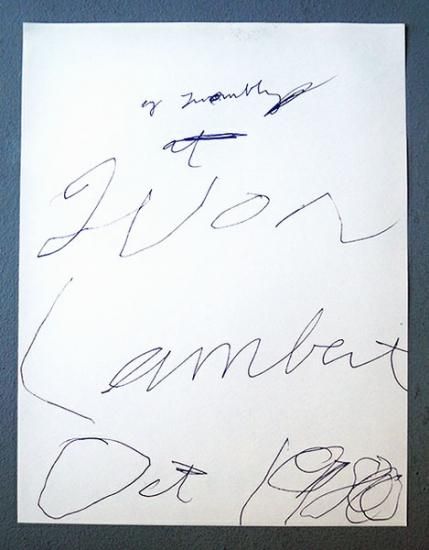 cy Twombly
at
Yvon
Lambert
Oct 1980